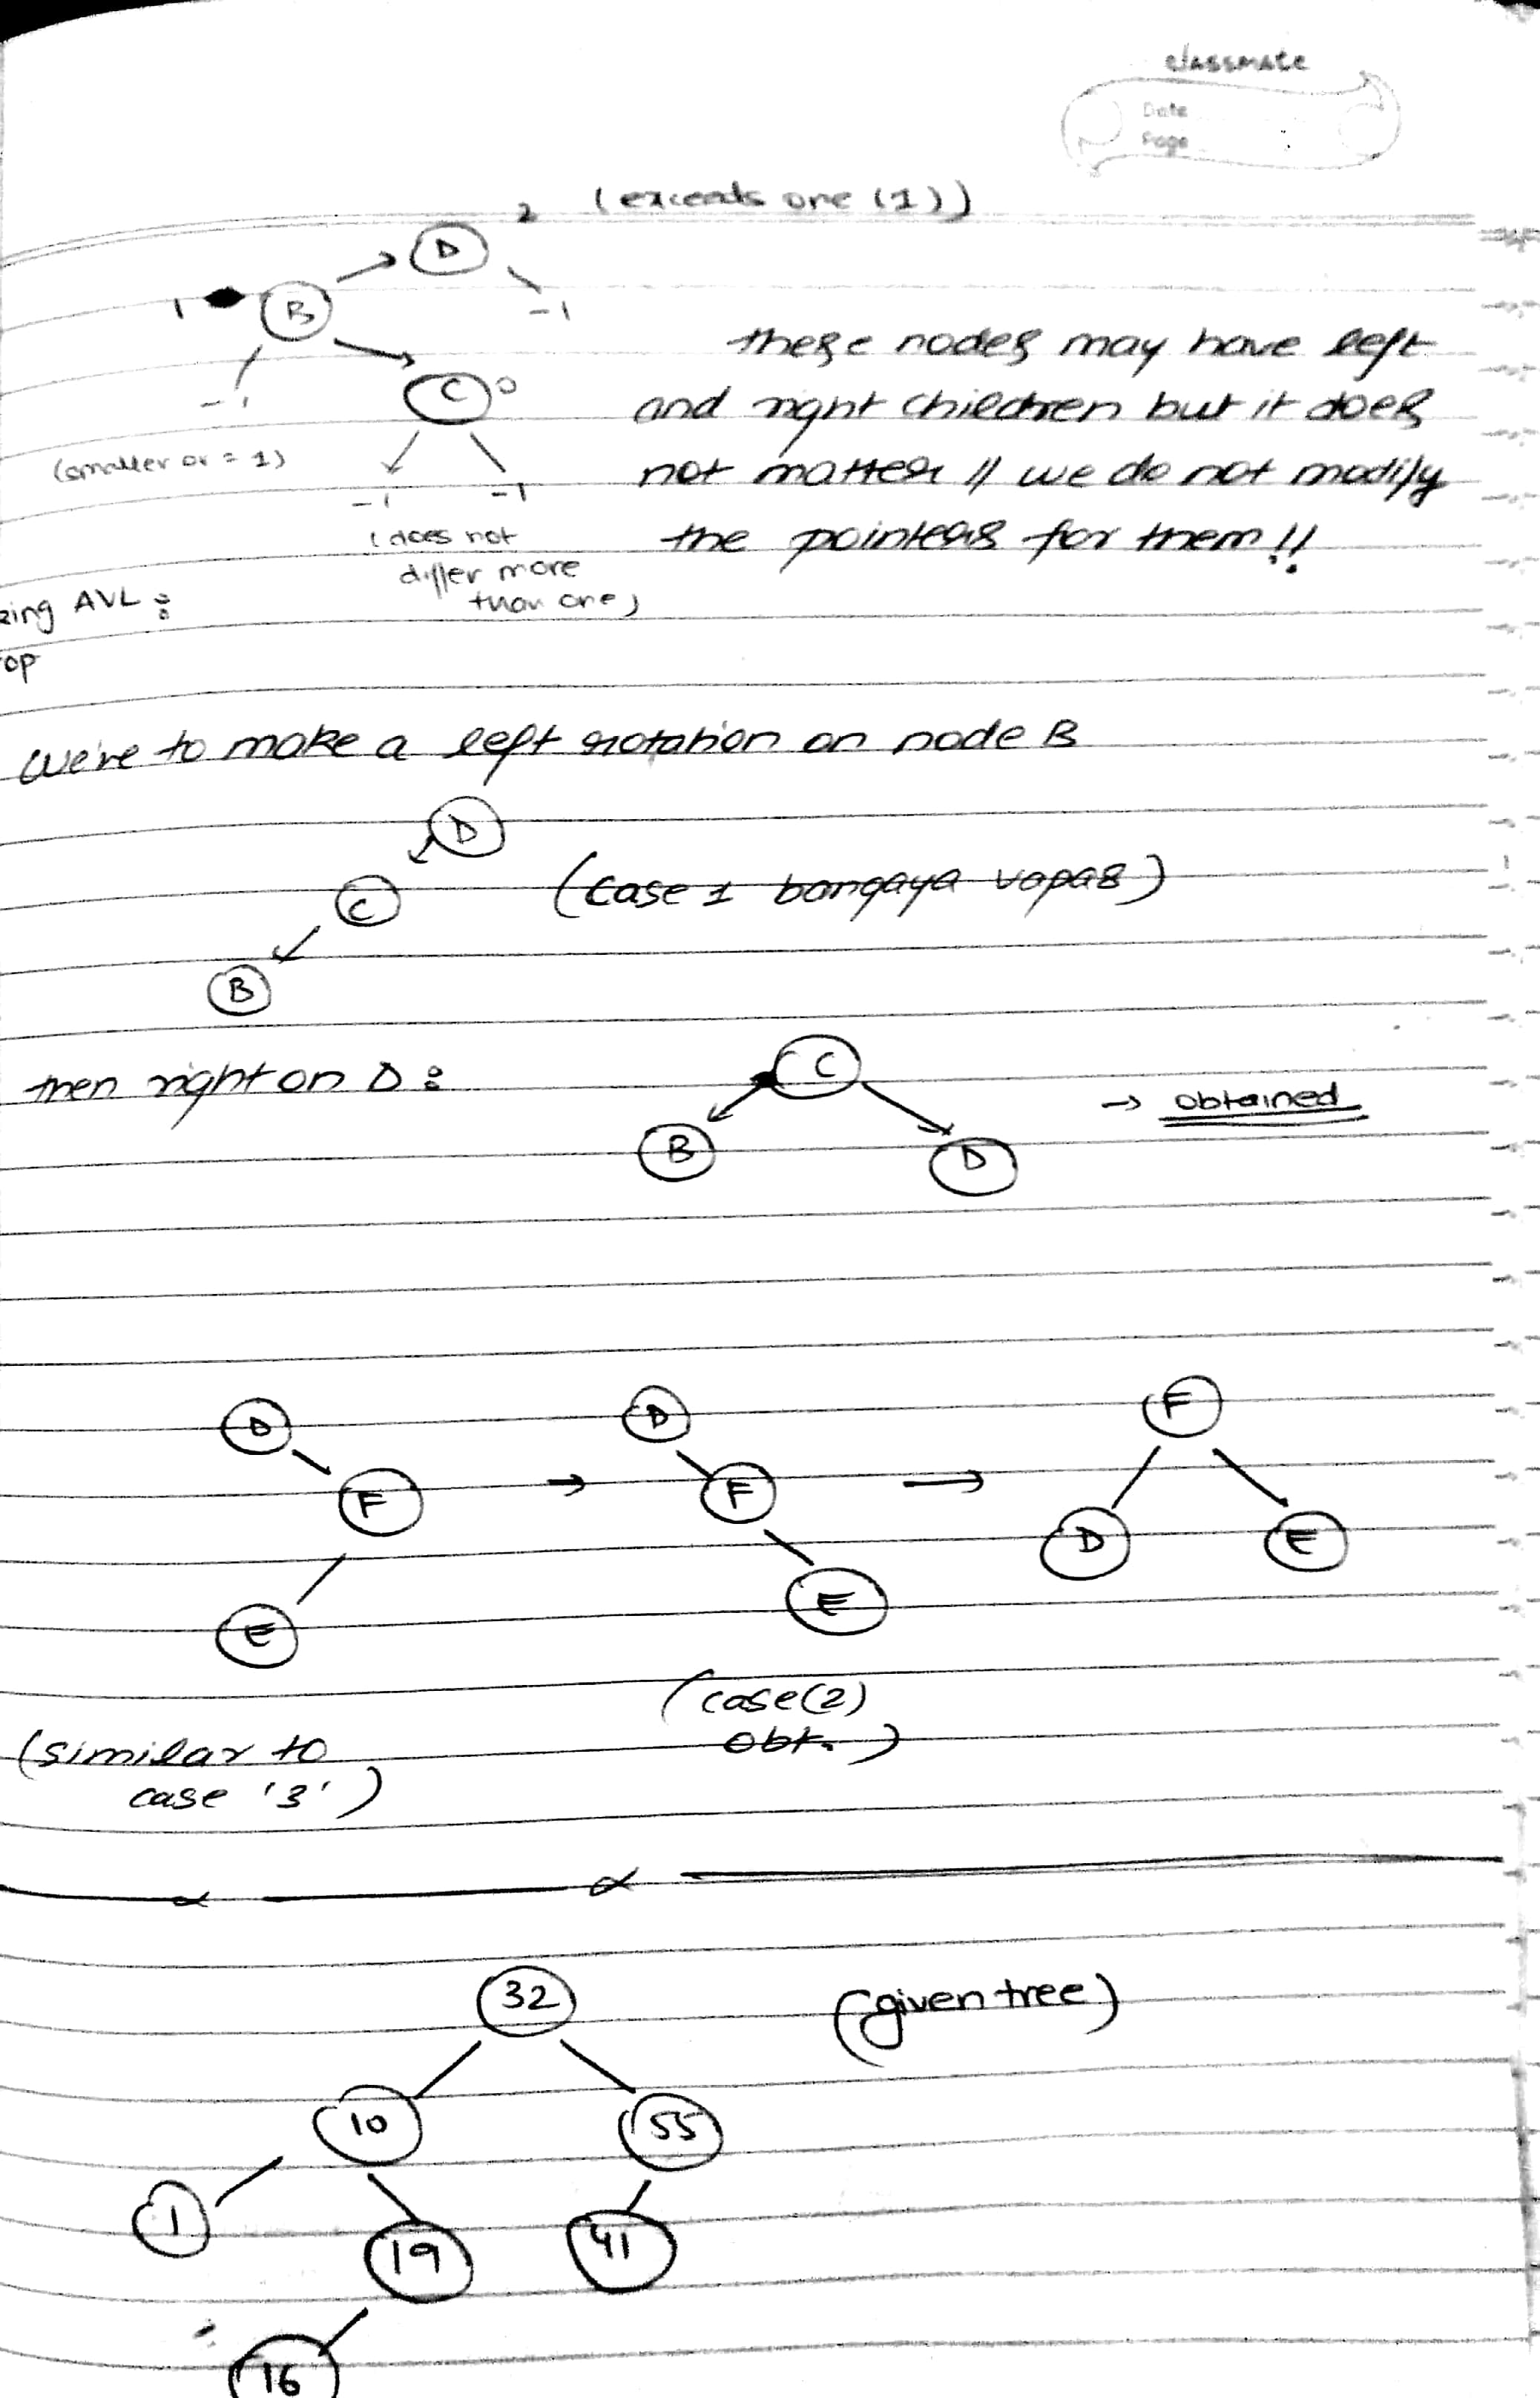 classmate
Date
Page
2 (exceeds one (1))
D
1 B -1
-1 C 0
(smaller or = 1)
-1 -1
(does not
differ more
than one)
these nodes may have left
and right children but it does
not matter // we do not modify
the pointers for them !!
zing AVL :
op
We're to make a left rotation on node B
D
C (Case 1 bangaya vapas)
B
then right on D :
C
B D
→ obtained
D → D → F
F F D E
E E
(similar to
case '3')
(case(2)
obt.)
32 (given tree)
10 55
1 19 41
16